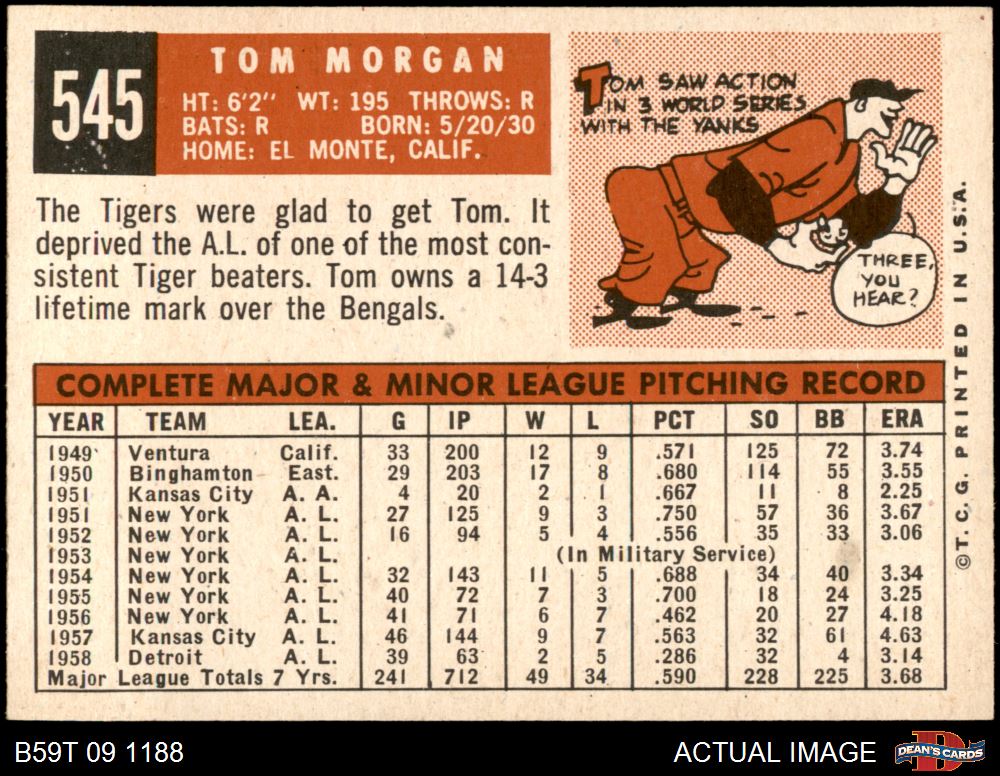 545
TOM MORGAN
HT: 6'2" WT: 195 THROWS: R
BATS: R BORN: 5/20/30
HOME: EL MONTE, CALIF.
TOM SAW ACTION
IN 3 WORLD SERIES
WITH THE YANKS
THREE,
YOU
HEAR?
The Tigers were glad to get Tom. It
deprived the A.L. of one of the most con-
sistent Tiger beaters. Tom owns a 14-3
lifetime mark over the Bengals.
COMPLETE MAJOR & MINOR LEAGUE PITCHING RECORD
YEAR TEAM LEA. G IP W L PCT SO BB ERA
1949 Ventura Calif. 33 200 12 9 .571 125 72 3.74
1950 Binghamton East. 29 203 17 8 .680 114 55 3.55
1951 Kansas City A. A. 4 20 2 1 .667 11 8 2.25
1951 New York A. L. 27 125 9 3 .750 57 36 3.67
1952 New York A. L. 16 94 5 4 .556 35 33 3.06
1953 New York A. L. (In Military Service)
1954 New York A. L. 32 143 11 5 .688 34 40 3.34
1955 New York A. L. 40 72 7 3 .700 18 24 3.25
1956 New York A. L. 41 71 6 7 .462 20 27 4.18
1957 Kansas City A. L. 46 144 9 7 .563 32 61 4.63
1958 Detroit A. L. 39 63 2 5 .286 32 4 3.14
Major League Totals 7 Yrs. 241 712 49 34 .590 228 225 3.68
©T. C. G. PRINTED IN U.S.A.
B59T 09 1188
ACTUAL IMAGE
DEAN'S CARDS